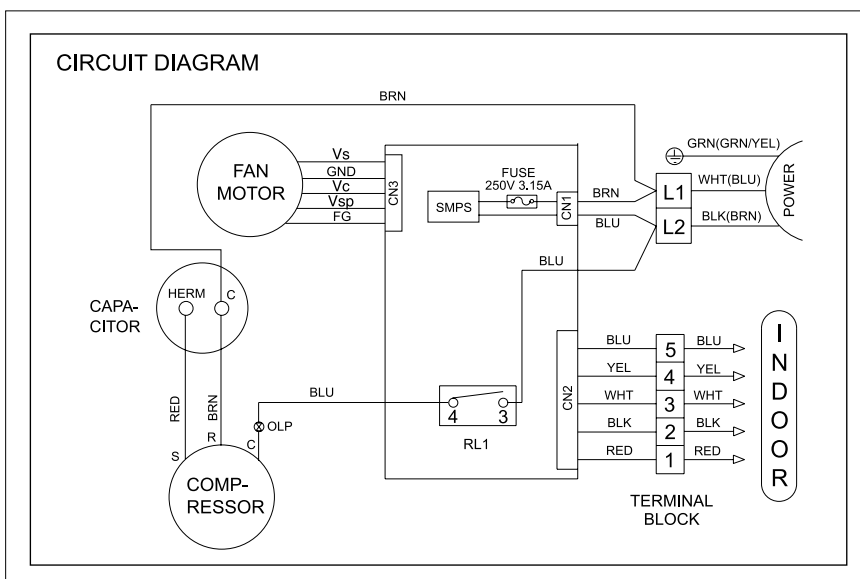 CIRCUIT DIAGRAM
BRN
GRN(GRN/YEL)
FAN
MOTOR
Vs
GND
Vc
Vsp
FG
CN3
FUSE
250V 3.15A
SMPS
CN1
BRN
BLU
L1
L2
WHT(BLU)
BLK(BRN)
POWER
BLU
CAPA-
CITOR
HERM
C
RED
BRN
BLU
OLP
S
R
C
COMP-
RESSOR
4
3
RL1
CN2
BLU
5
BLU
YEL
4
YEL
WHT
3
WHT
BLK
2
BLK
RED
1
RED
TERMINAL
BLOCK
INDOOR